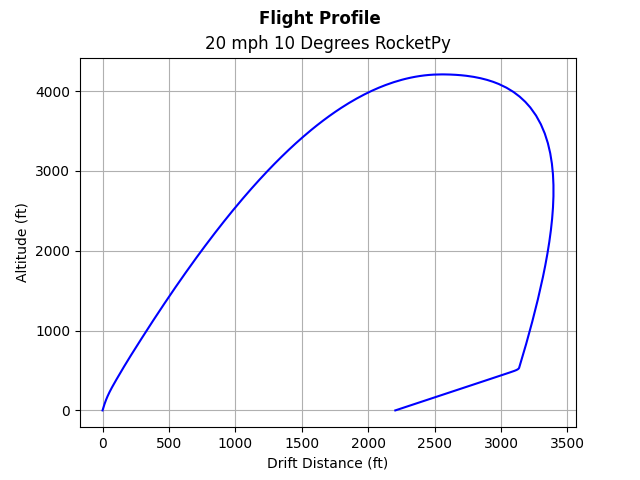 Flight Profile
20 mph 10 Degrees RocketPy
Altitude (ft)
4000
3000
2000
1000
0
0 500 1000 1500 2000 2500 3000 3500
Drift Distance (ft)